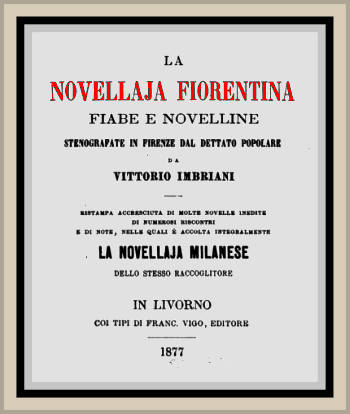 LA
NOVELLAJA FIORENTINA
FIABE E NOVELLINE
STENOGRAFATE IN FIRENZE DAL DETTATO POPOLARE
DA
VITTORIO IMBRIANI
RISTAMPA ACCRESCIUTA DI MOLTE NOVELLE INEDITE
DI NUMEROSI RISCONTRI
E DI NOTE, NELLE QUALI È ACCOLTA INTEGRALMENTE
LA NOVELLAJA MILANESE
DELLO STESSO RACCOGLITORE
IN LIVORNO
COI TIPI DI FRANC. VIGO, EDITORE
1877